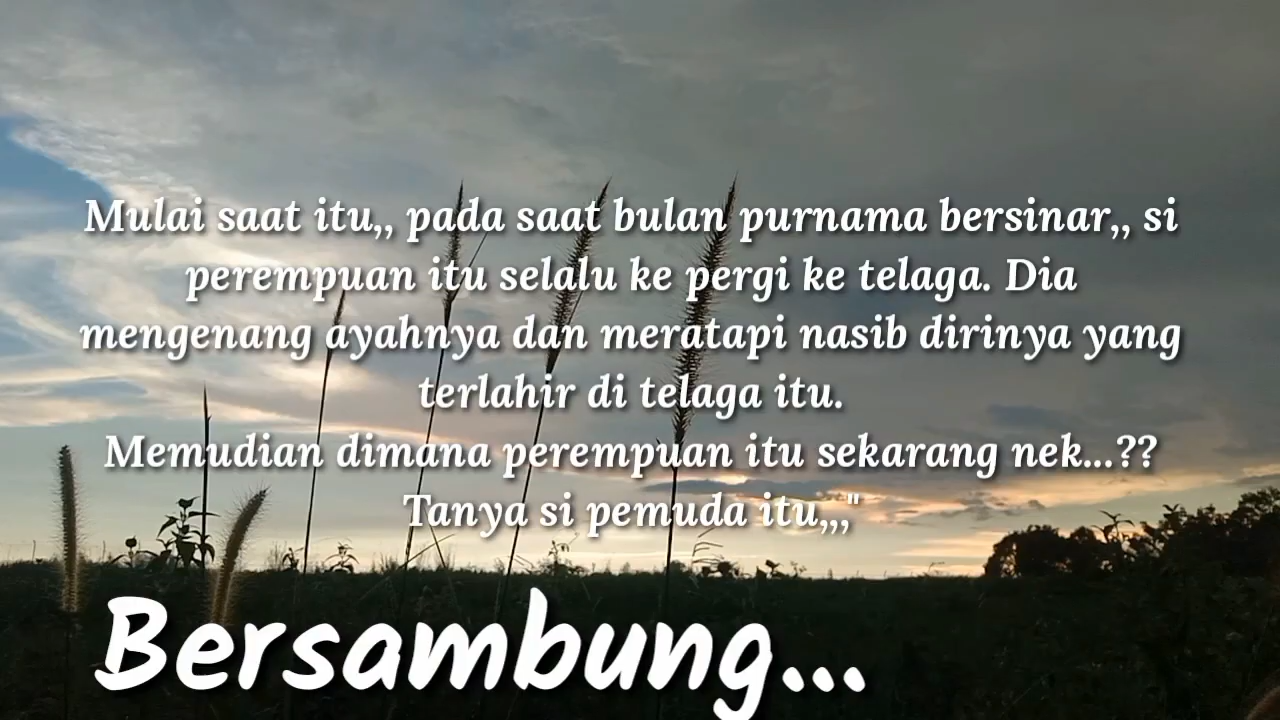 Mulai saat itu,, pada saat bulan purnama bersinar,, si
perempuan itu selalu ke pergi ke telaga. Dia
mengenang ayahnya dan meratapi nasib dirinya yang
terlahir di telaga itu.
Memudian dimana perempuan itu sekarang nek...??
Tanya si pemuda itu,,,"
Bersambung...